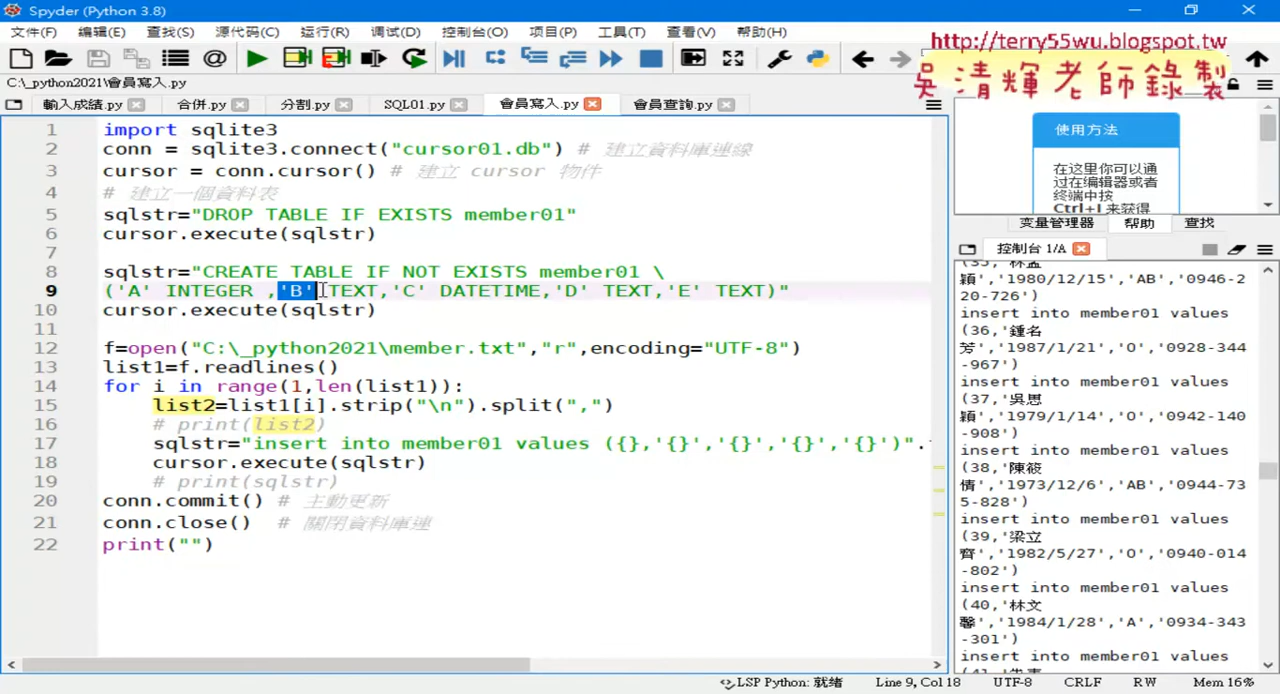 Spyder (Python 3.8)
文件(F) 编辑(E) 查找(S) 源代码(C) 运行(R) 调试(D) 控制台(O) 项目(P) 工具(T) 查看(V) 帮助(H)
http://terry55wu.blogspot.tw
吳清輝老師錄製
C:\_python2021\會員寫入.py
輸入成績.py 合併.py 分割.py SQL01.py 會員寫入.py 會員查詢.py
1 import sqlite3
2 conn = sqlite3.connect("cursor01.db") # 建立資料庫連線
3 cursor = conn.cursor() # 建立 cursor 物件
4 # 建立一個資料表
5 sqlstr="DROP TABLE IF EXISTS member01"
6 cursor.execute(sqlstr)
7
8 sqlstr="CREATE TABLE IF NOT EXISTS member01 \
9 ('A' INTEGER ,'B' TEXT,'C' DATETIME,'D' TEXT,'E' TEXT)"
10 cursor.execute(sqlstr)
11
12 f=open("C:\_python2021\member.txt","r",encoding="UTF-8")
13 list1=f.readlines()
14 for i in range(1,len(list1)):
15 list2=list1[i].strip("\n").split(",")
16 # print(list2)
17 sqlstr="insert into member01 values ({},'{}','{}','{}','{}')".
18 cursor.execute(sqlstr)
19 # print(sqlstr)
20 conn.commit() # 主動更新
21 conn.close() # 關閉資料庫連
22 print("")
使用方法
在这里你可以通
过在编辑器或者
终端中按
Ctrl+I 来获得
变量管理器 帮助 查找
控制台 1/A
穎','1980/12/15','AB','0946-2
20-726')
insert into member01 values
(36,'鍾名
芳','1987/1/21','O','0928-344
-967')
insert into member01 values
(37,'吳思
穎','1979/1/14','O','0942-140
-908')
insert into member01 values
(38,'陳筱
倩','1973/12/6','AB','0944-73
5-828')
insert into member01 values
(39,'梁立
齊','1982/5/27','O','0940-014
-802')
insert into member01 values
(40,'林文
馨','1984/1/28','A','0934-343
-301')
insert into member01 values
LSP Python: 就绪 Line 9, Col 18 UTF-8 CRLF RW Mem 16%